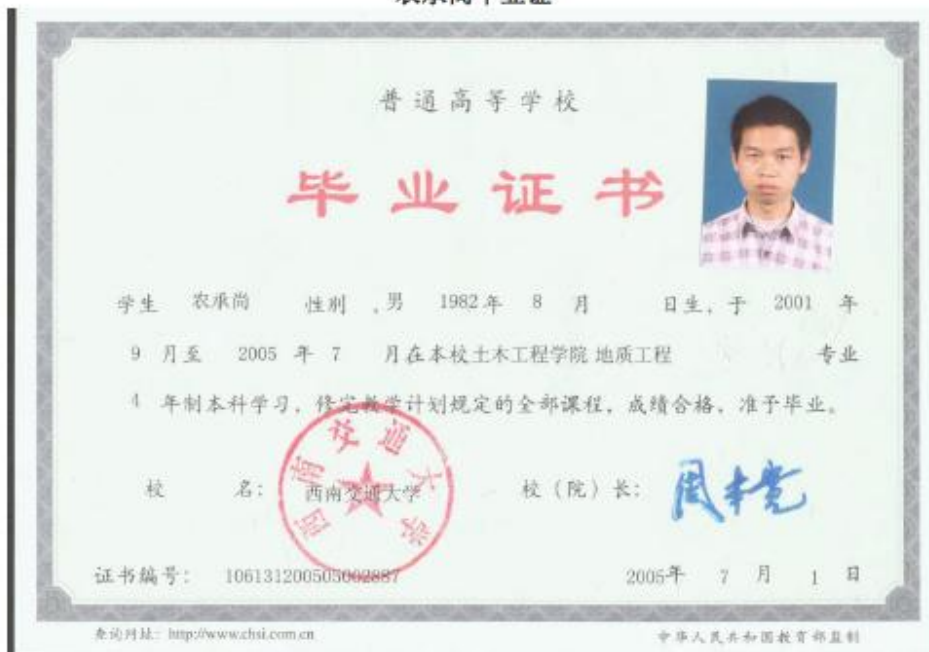 普通高等学校
毕业证书
学生 农承尚 性别 ,男 1982年 8 月 日生,于 2001 年
9 月至 2005 年 7 月在本校土木工程学院 地质工程 专业
4 年制本科学习,修完教学计划规定的全部课程,成绩合格,准予毕业。
校 名: 西南交通大学 校(院)长:
西南交通大学
证书编号: 106131200505002887 2005年 7 月 1 日
查询网址: http://www.chsi.com.cn 中华人民共和国教育部监制